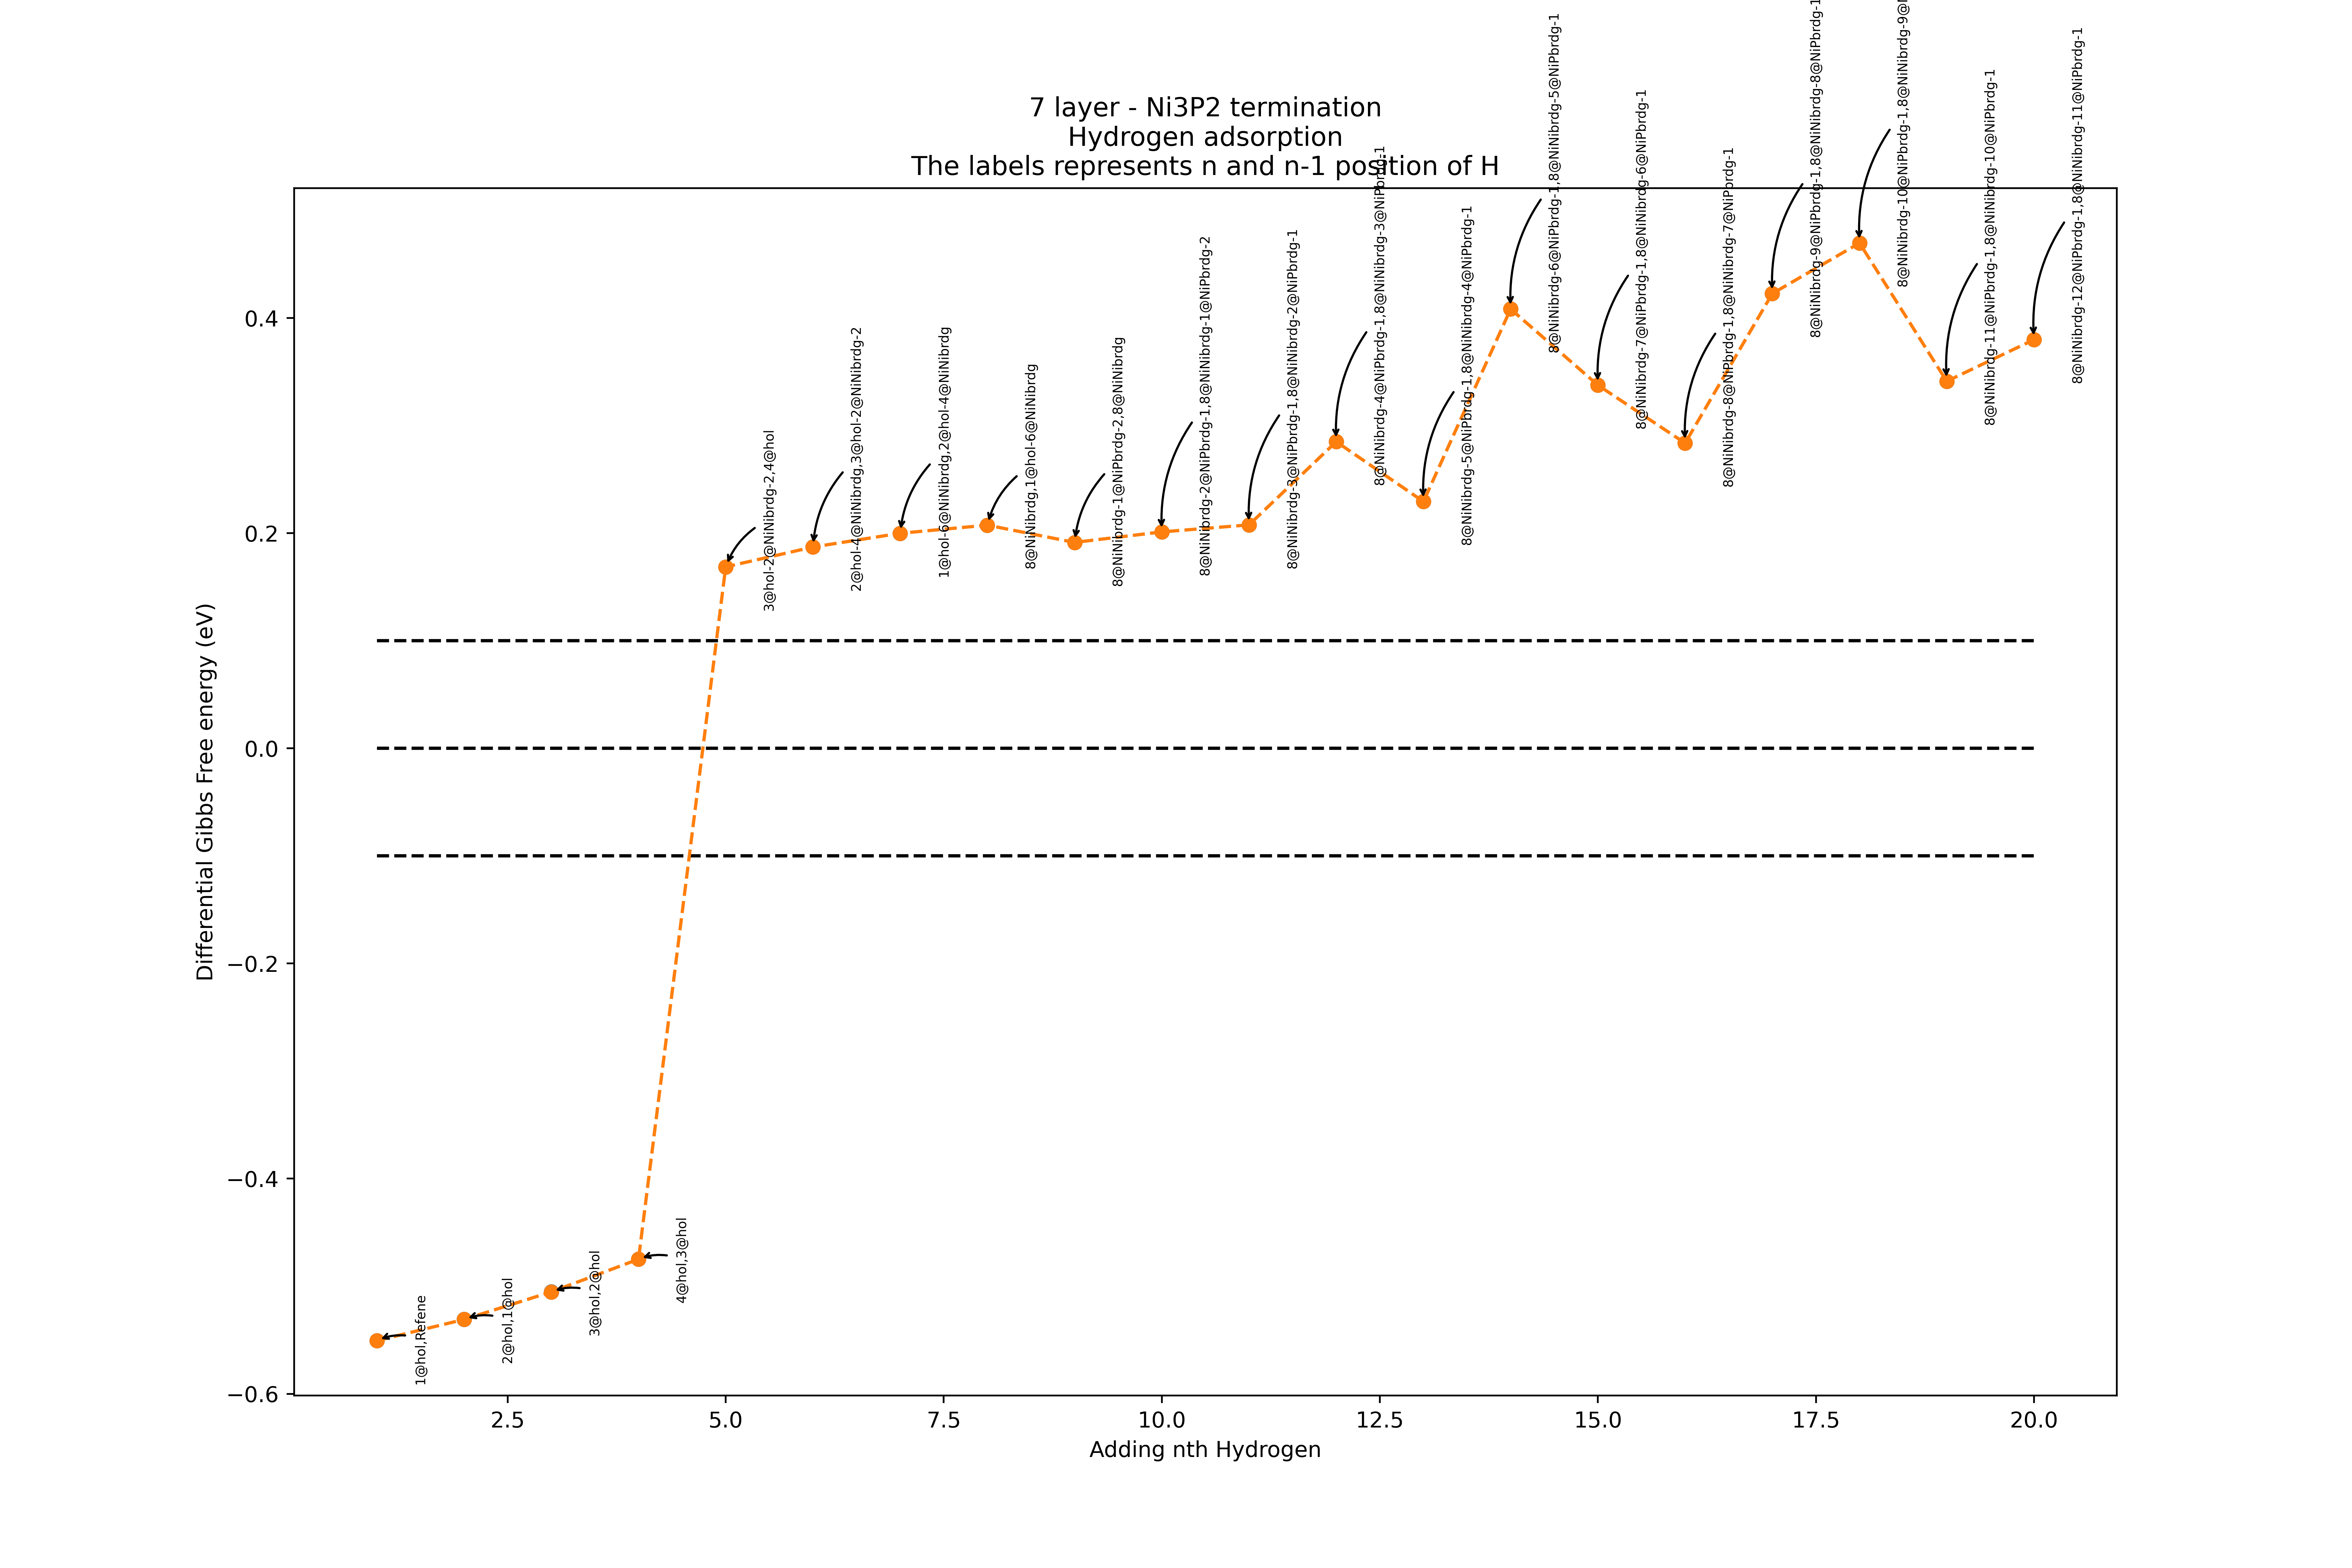 7 layer - Ni3P2 termination
Hydrogen adsorption
The labels represents n and n-1 position of H
Differential Gibbs Free energy (eV)
0.4
0.2
0.0
−0.2
−0.4
−0.6
2.5
5.0
7.5
10.0
12.5
15.0
17.5
20.0
Adding nth Hydrogen
1@hol,Refene
2@hol,1@hol
3@hol,2@hol
4@hol,3@hol
3@hol-2@NiNibrdg-2,4@hol
2@hol-4@NiNibrdg,3@hol-2@NiNibrdg-2
1@hol-6@NiNibrdg,2@hol-4@NiNibrdg
8@NiNibrdg,1@hol-6@NiNibrdg
8@NiNibrdg-1@NiPbrdg-2,8@NiNibrdg
8@NiNibrdg-2@NiPbrdg-1,8@NiNibrdg-1@NiPbrdg-2
8@NiNibrdg-3@NiPbrdg-1,8@NiNibrdg-2@NiPbrdg-1
8@NiNibrdg-4@NiPbrdg-1,8@NiNibrdg-3@NiPbrdg-1
8@NiNibrdg-5@NiPbrdg-1,8@NiNibrdg-4@NiPbrdg-1
8@NiNibrdg-6@NiPbrdg-1,8@NiNibrdg-5@NiPbrdg-1
8@NiNibrdg-7@NiPbrdg-1,8@NiNibrdg-6@NiPbrdg-1
8@NiNibrdg-8@NiPbrdg-1,8@NiNibrdg-7@NiPbrdg-1
8@NiNibrdg-9@NiPbrdg-1,8@NiNibrdg-8@NiPbrdg-1
8@NiNibrdg-10@NiPbrdg-1,8@NiNibrdg-9@
8@NiNibrdg-11@NiPbrdg-1,8@NiNibrdg-10@NiPbrdg-1
8@NiNibrdg-12@NiPbrdg-1,8@NiNibrdg-11@NiPbrdg-1